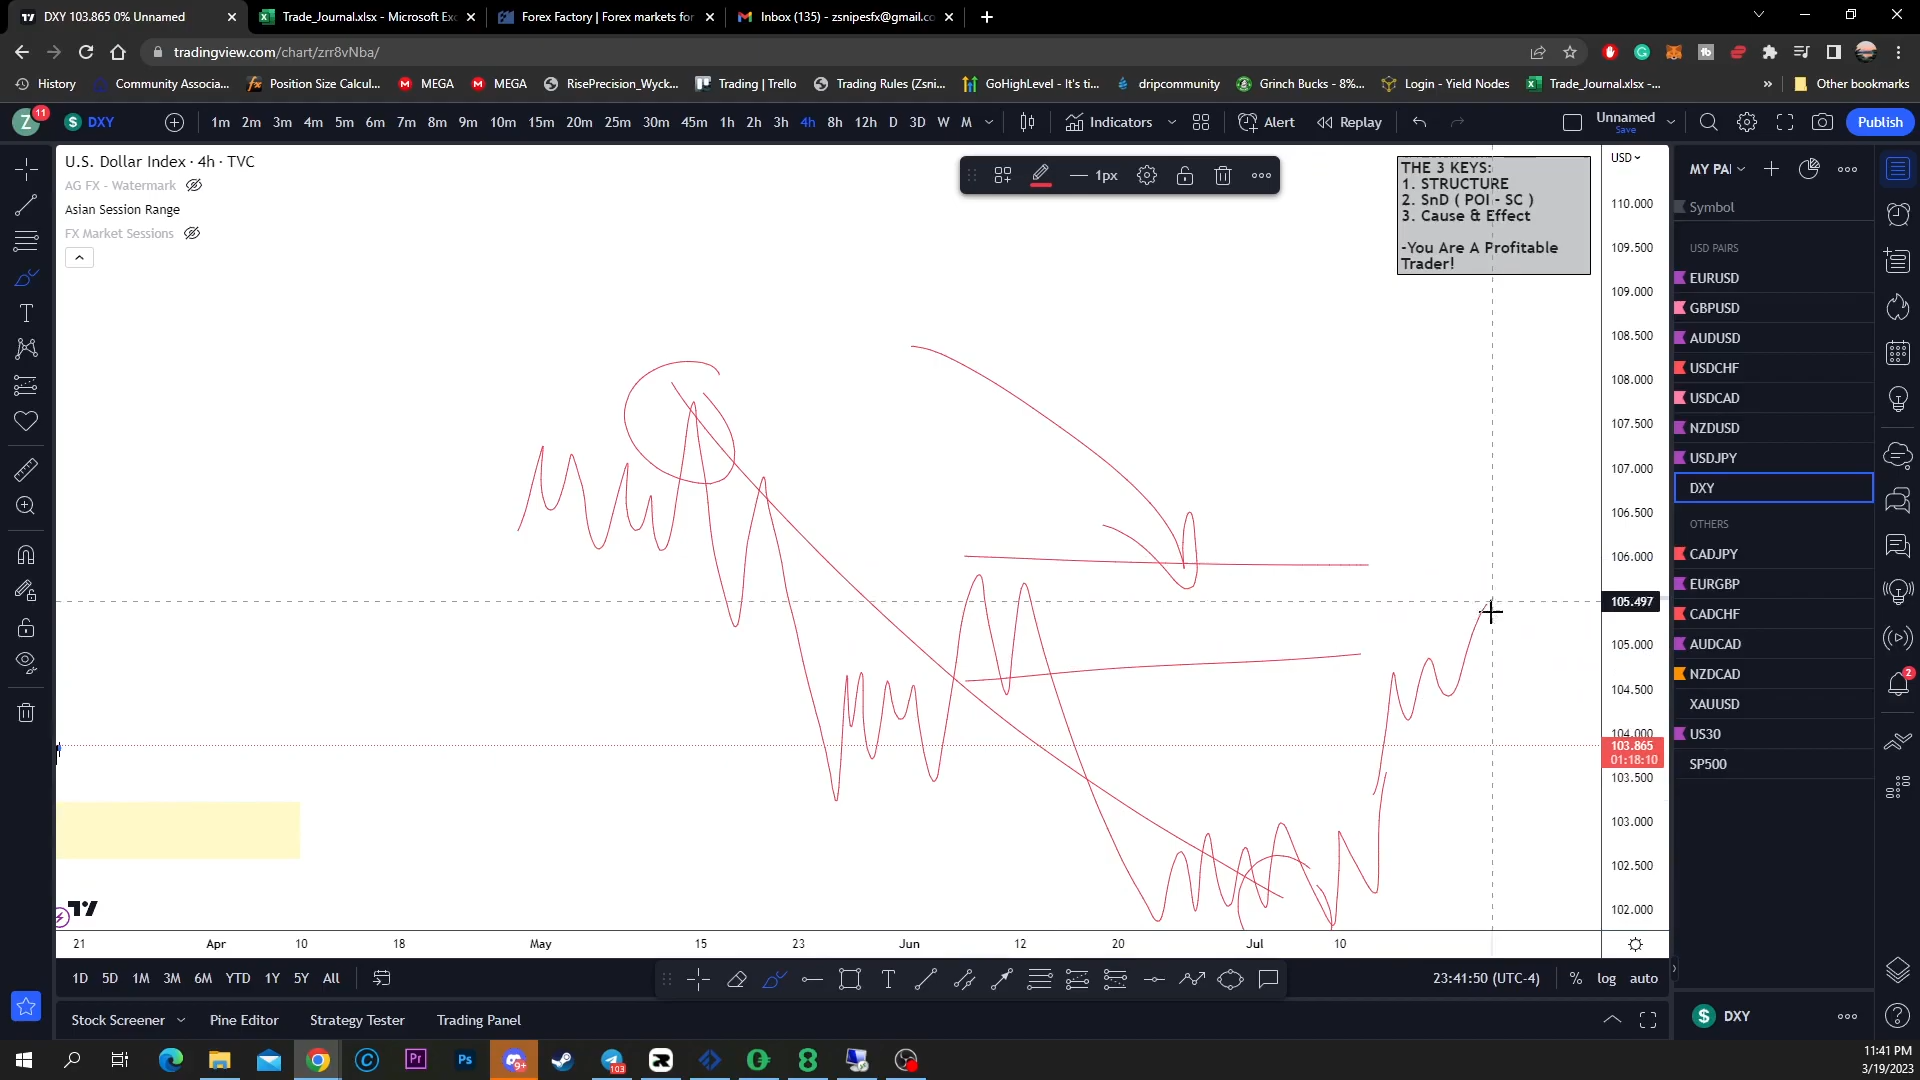 DXY 103.865 0% Unnamed
Trade_Journal.xlsx - Microsoft Exc
Forex Factory | Forex markets for
Inbox (135) - zsnipesfx@gmail.co
tradingview.com/chart/zrr8vNba/
History
Community Associa...
Position Size Calcul...
MEGA
MEGA
RisePrecision_Wyck...
Trading | Trello
Trading Rules (Zsni...
GoHighLevel - It's ti...
dripcommunity
Grinch Bucks - 8%...
Login - Yield Nodes
Trade_Journal.xlsx -...
»
Other bookmarks
Z
11
$
DXY
1m 2m 3m 4m 5m 6m 7m 8m 9m 10m 15m 20m 25m 30m 45m 1h 2h 3h 4h 8h 12h D 3D W M
Indicators
Alert
Replay
Unnamed
Save
Publish
U.S. Dollar Index · 4h · TVC
AG FX - Watermark
Asian Session Range
FX Market Sessions
1px
THE 3 KEYS:
1. STRUCTURE
2. SnD ( POI - SC )
3. Cause & Effect
-You Are A Profitable
Trader!
USD
110.000
109.500
109.000
108.500
108.000
107.500
107.000
106.500
106.000
105.497
105.000
104.500
104.000
103.865
01:18:10
103.500
103.000
102.500
102.000
MY PAI
Symbol
USD PAIRS
EURUSD
GBPUSD
AUDUSD
USDCHF
USDCAD
NZDUSD
USDJPY
DXY
OTHERS
CADJPY
EURGBP
CADCHF
AUDCAD
NZDCAD
XAUUSD
US30
SP500
2
21 Apr 10 18 May 15 23 Jun 12 20 Jul 10
1D 5D 1M 3M 6M YTD 1Y 5Y All
23:41:50 (UTC-4)
% log auto
Stock Screener
Pine Editor
Strategy Tester
Trading Panel
$
DXY
Pr
Ps
9+
103
11:41 PM
3/19/2023